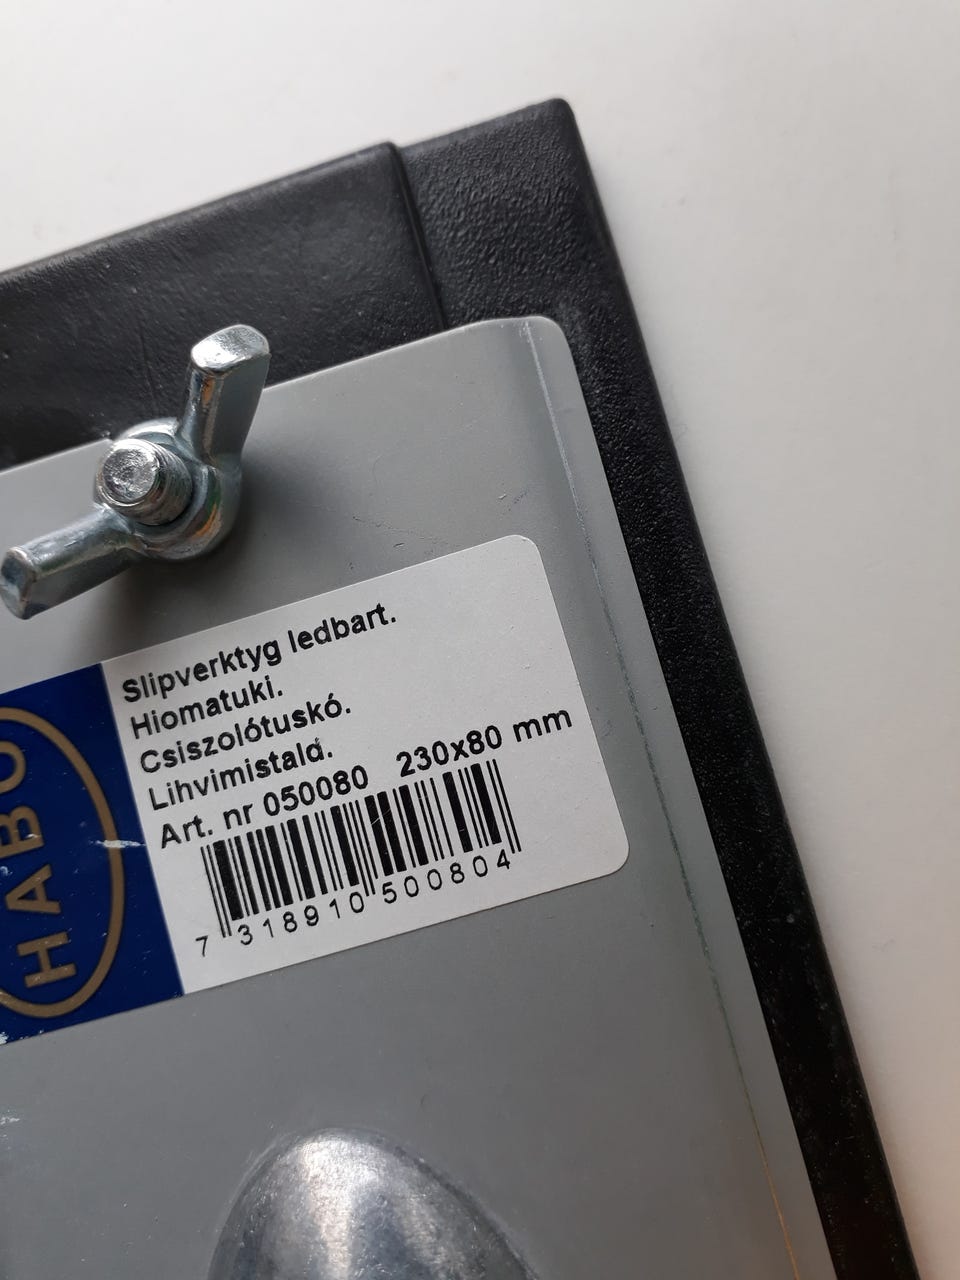 HABO
Slipverktyg ledbart.
Hiomatuki.
Csiszolótuskó.
Lihvimistald.
Art. nr 050080 230x80 mm
7 318910 500804